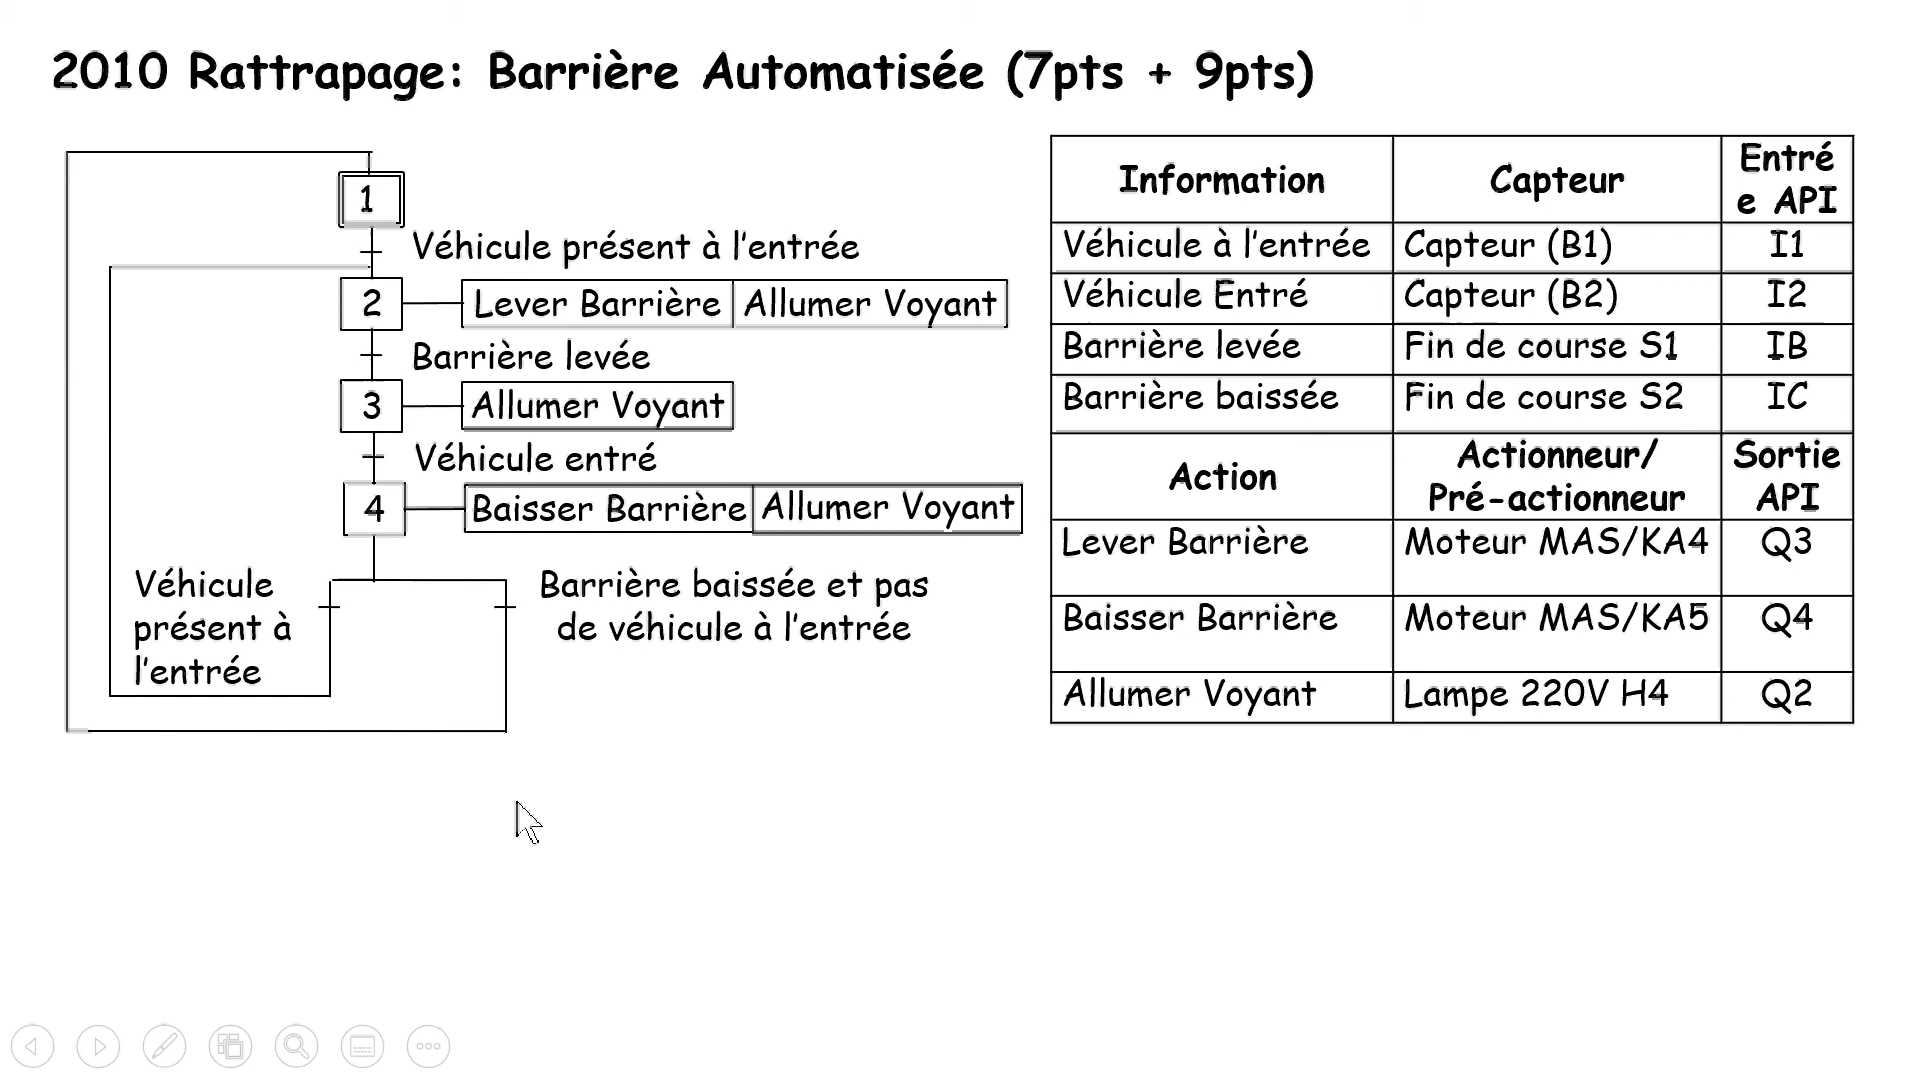 2010 Rattrapage: Barrière Automatisée (7pts + 9pts)
1
Véhicule présent à l'entrée
2
Lever Barrière
Allumer Voyant
Barrière levée
3
Allumer Voyant
Véhicule entré
4
Baisser Barrière
Allumer Voyant
Véhicule
présent à
l'entrée
Barrière baissée et pas
de véhicule à l'entrée
Information
Capteur
Entré
e API
Véhicule à l'entrée
Capteur (B1)
I1
Véhicule Entré
Capteur (B2)
I2
Barrière levée
Fin de course S1
IB
Barrière baissée
Fin de course S2
IC
Action
Actionneur/
Pré-actionneur
Sortie
API
Lever Barrière
Moteur MAS/KA4
Q3
Baisser Barrière
Moteur MAS/KA5
Q4
Allumer Voyant
Lampe 220V H4
Q2